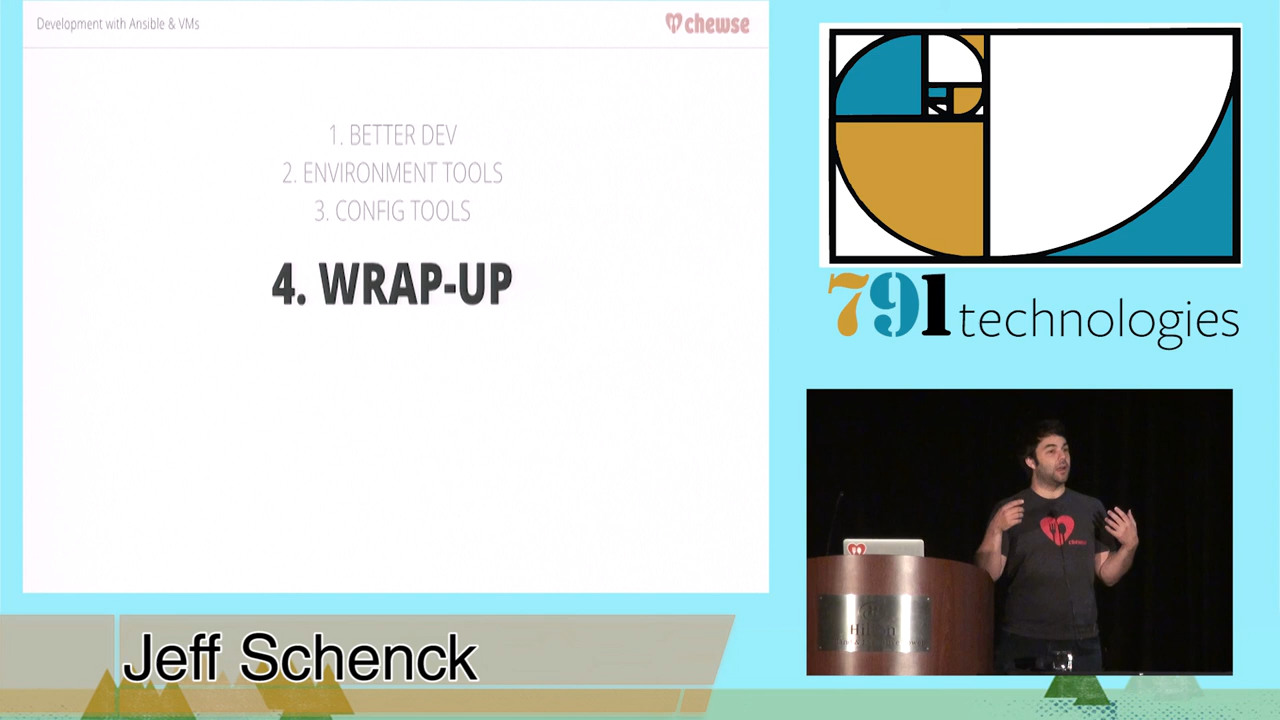 Development with Ansible & VMs
chewse
1. BETTER DEV
2. ENVIRONMENT TOOLS
3. CONFIG TOOLS
4. WRAP-UP
791 technologies
Hilton
Jeff Schenck